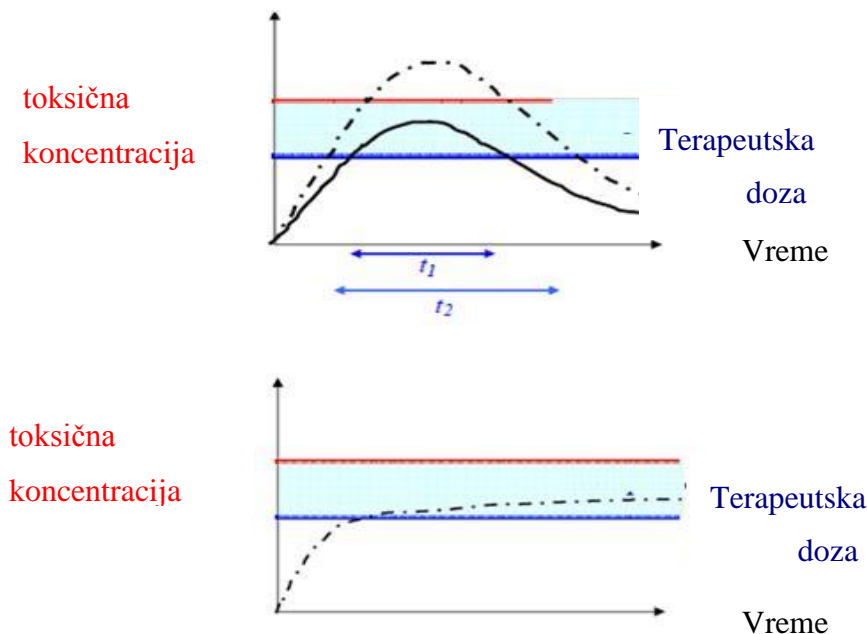 toksična
koncentracija
Terapeutska
doza
Vreme
t1
t2
toksična
koncentracija
Terapeutska
doza
Vreme